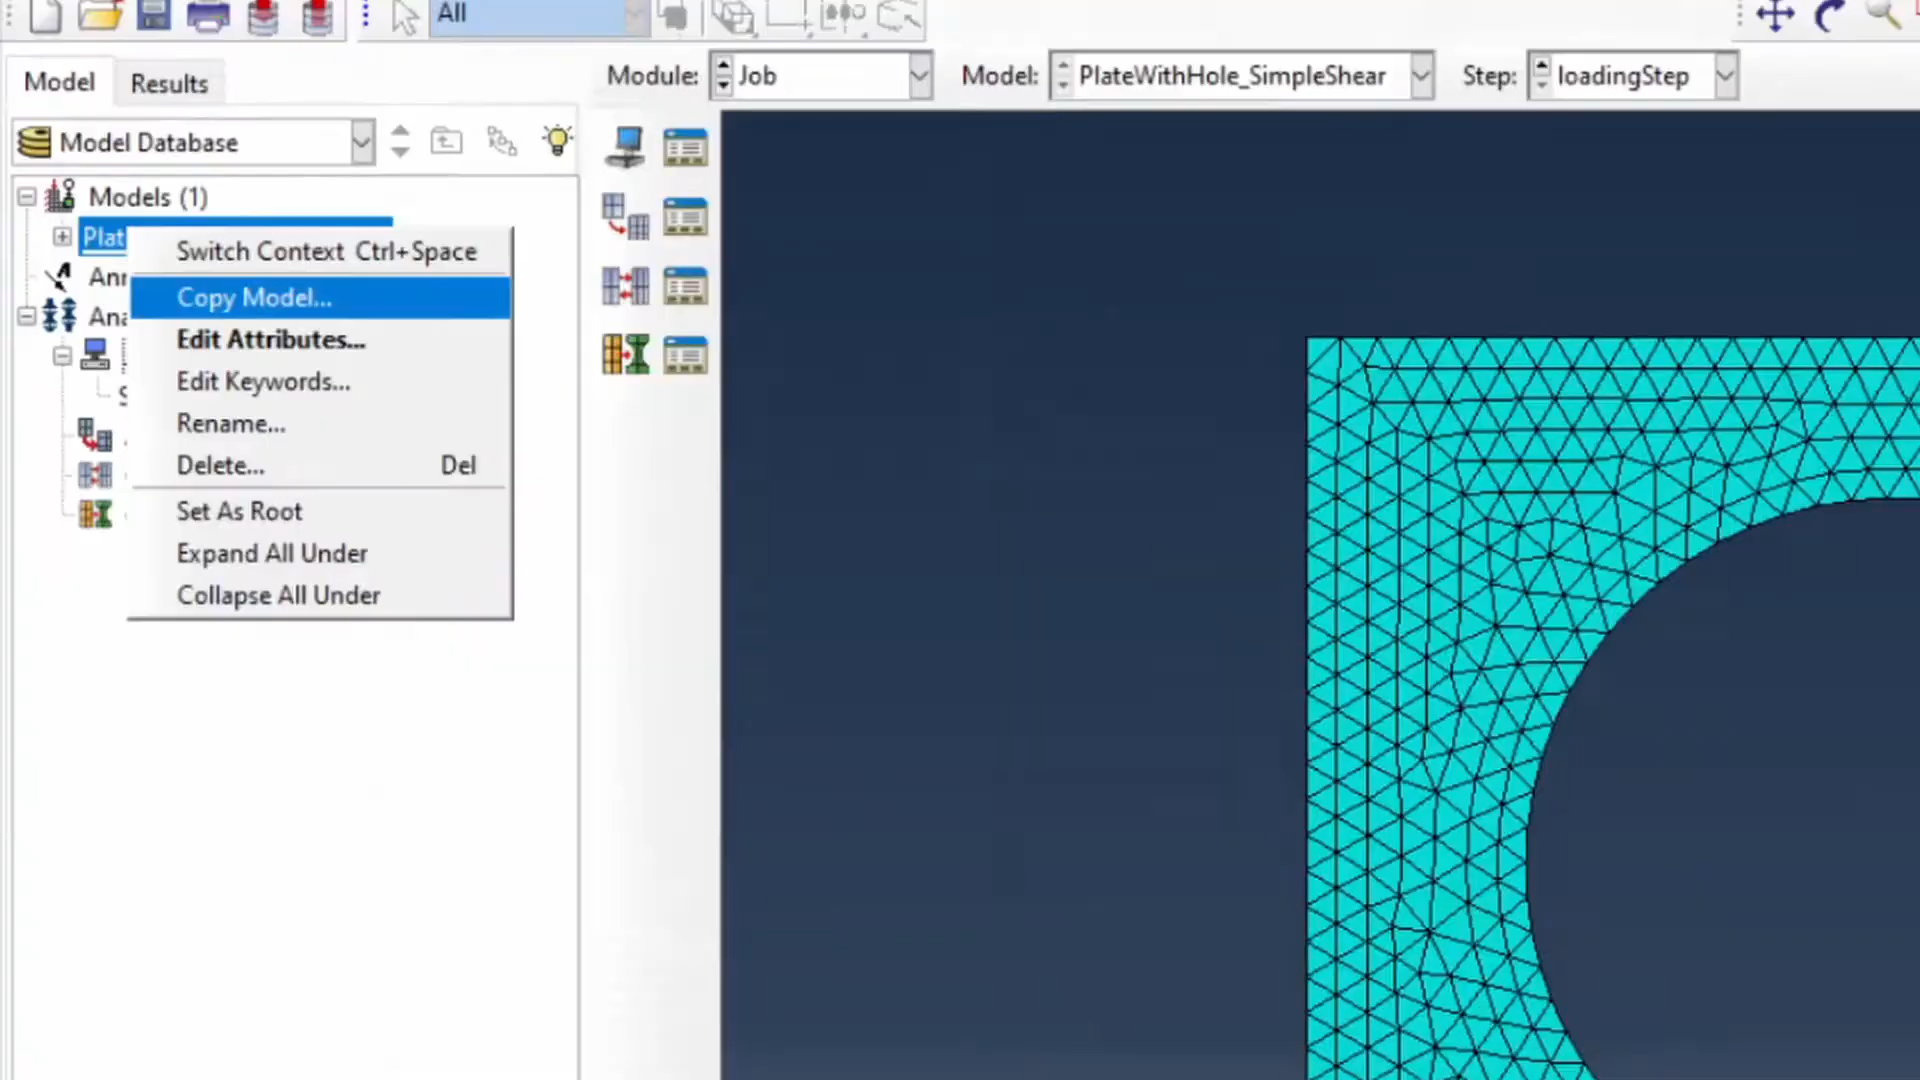 All
Model Results
Module: Job Model: PlateWithHole_SimpleShear Step: loadingStep
Model Database
Models (1)
Switch Context Ctrl+Space
Copy Model...
Edit Attributes...
Edit Keywords...
Rename...
Delete... Del
Set As Root
Expand All Under
Collapse All Under